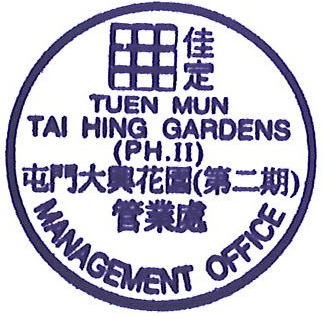 佳定
TUEN MUN
TAI HING GARDENS
(PH.II)
屯門大興花園(第二期)
管業處
MANAGEMENT OFFICE